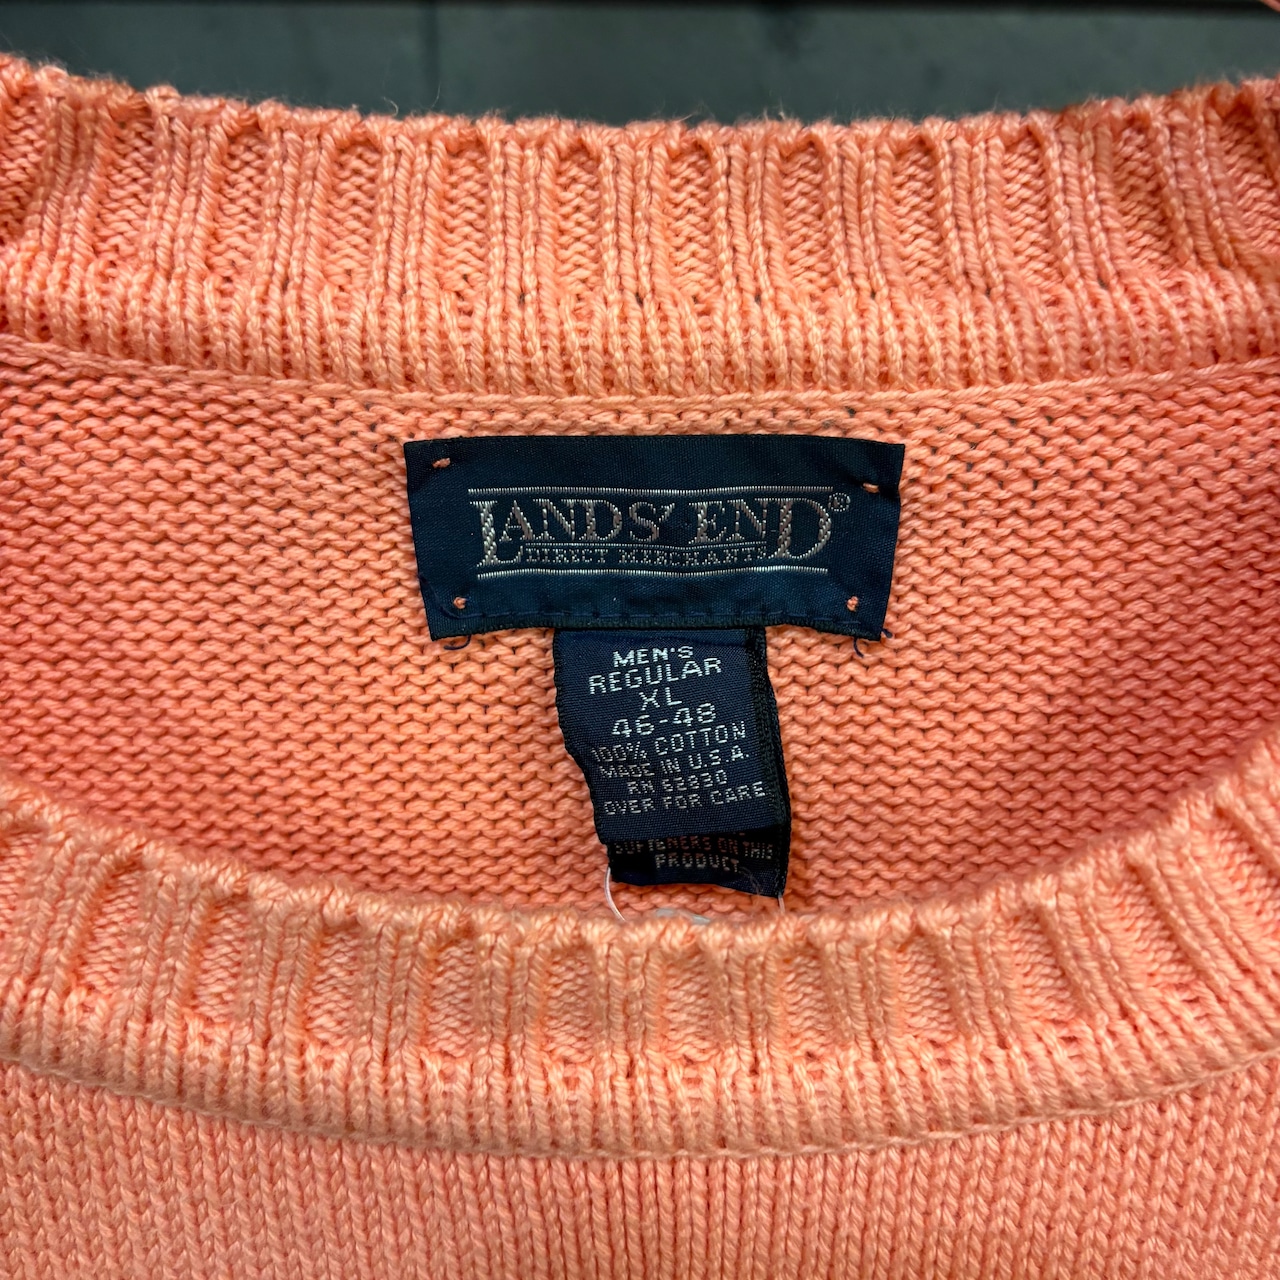 LANDS' END®
DIRECT MERCHANTS
MEN'S
REGULAR
XL
46-48
100% COTTON
MADE IN U.S.A.
RN 62830
OVER FOR CARE
SOFTENERS ON THIS
PRODUCT